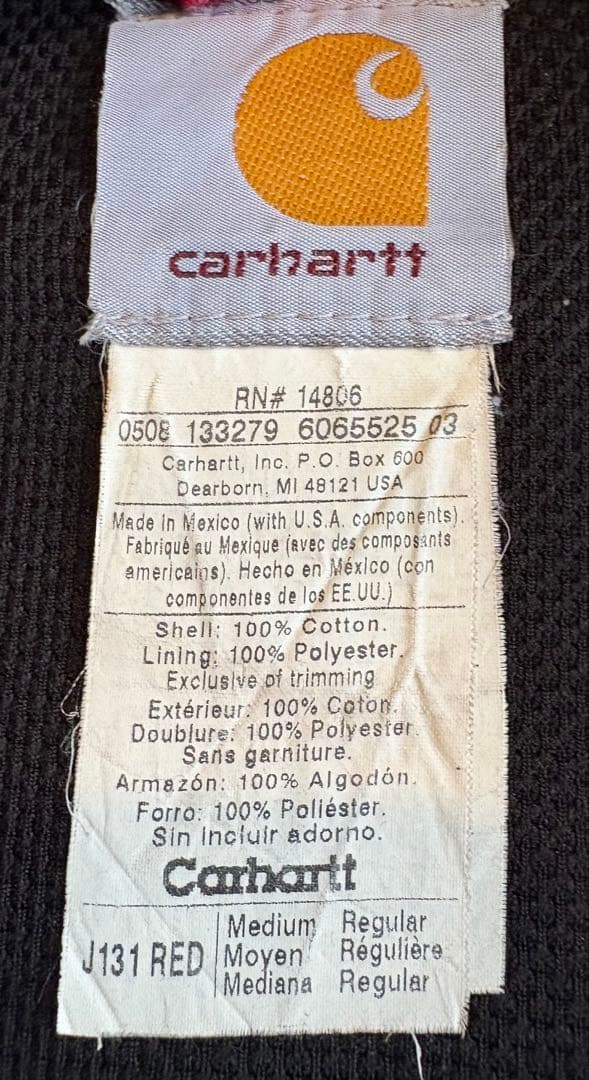 carhartt
RN# 14806
0508 133279 6065525 03
Carhartt, Inc. P.O. Box 600
Dearborn, MI 48121 USA
Made In Mexico (with U.S.A. components).
Fabriqué au Mexique (avec des composants
americains). Hecho en México (con
componentes de los EE.UU.)
Shell: 100% Cotton.
Lining: 100% Polyester.
Exclusive of trimming
Extérieur: 100% Coton.
Doublure: 100% Polyester.
Sans garniture.
Armazón: 100% Algodón.
Forro: 100% Poliéster.
Sin Incluir adorno.
Carhartt
J131 RED
Medium Regular
Moyen Régulière
Mediana Regular